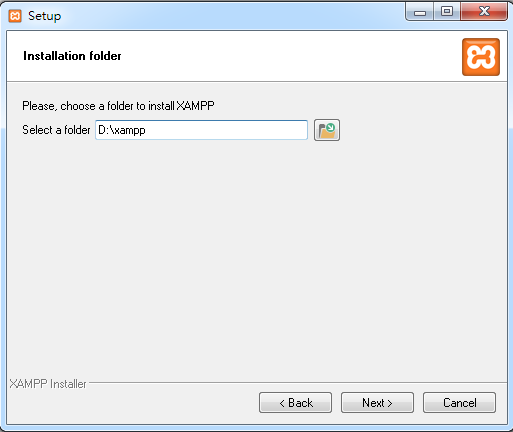 Setup
Installation folder
Please, choose a folder to install XAMPP
Select a folder D:\xampp
XAMPP Installer
< Back Next > Cancel